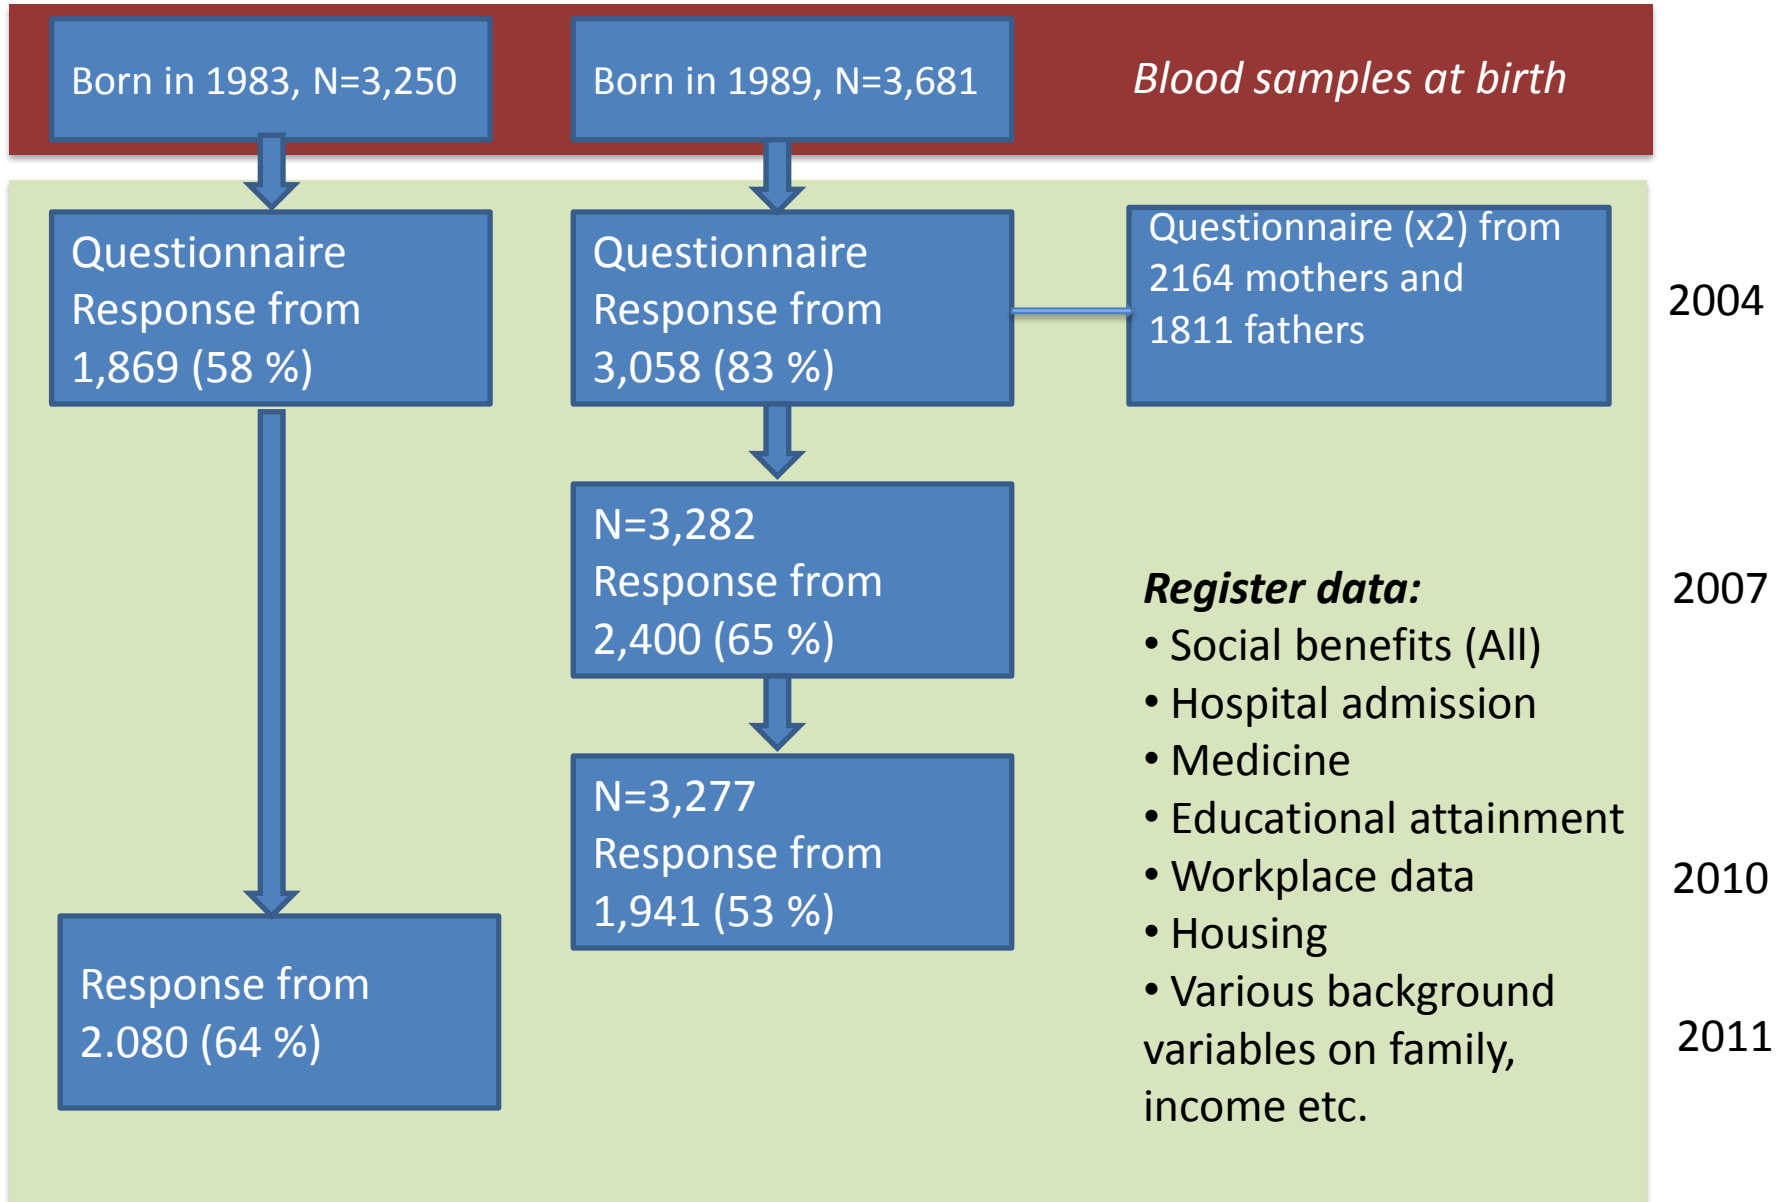 Born in 1983, N=3,250
Born in 1989, N=3,681
Blood samples at birth
Questionnaire
Response from
1,869 (58 %)
Questionnaire
Response from
3,058 (83 %)
Questionnaire (x2) from
2164 mothers and
1811 fathers
2004
N=3,282
Response from
2,400 (65 %)
2007
N=3,277
Response from
1,941 (53 %)
2010
Response from
2.080 (64 %)
2011
Register data:
• Social benefits (All)
• Hospital admission
• Medicine
• Educational attainment
• Workplace data
• Housing
• Various background
variables on family,
income etc.